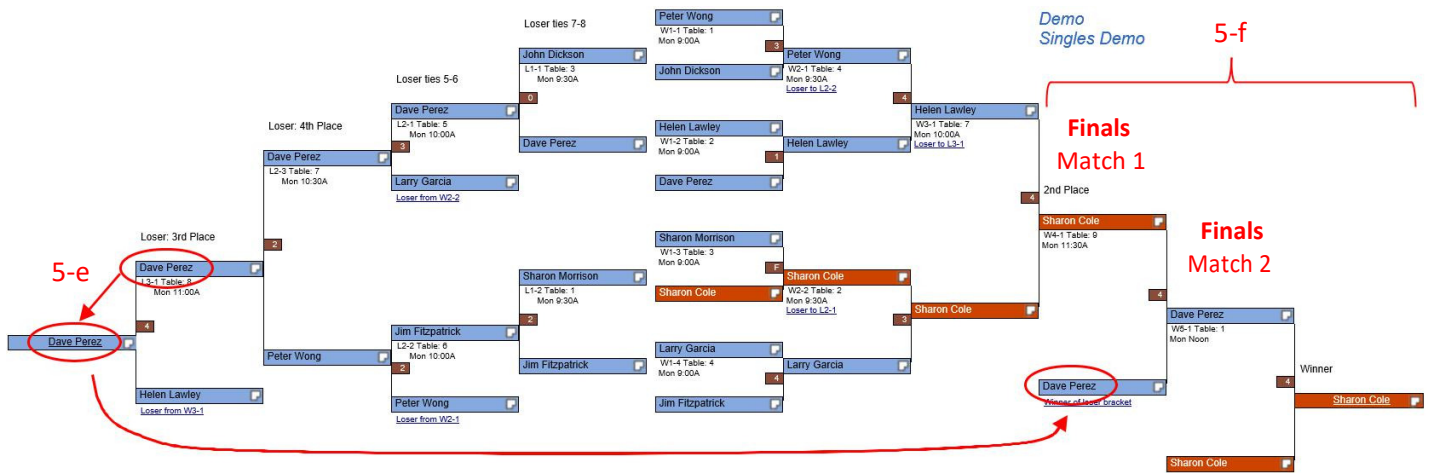 Demo
Singles Demo
5-f
Finals
Match 1
Finals
Match 2
5-e
Loser: 3rd Place
Dave Perez
L3-1 Table: 8
Mon 11:00A
4
Dave Perez
Helen Lawley
Loser from W3-1
Loser: 4th Place
Dave Perez
L2-3 Table: 7
Mon 10:30A
2
Peter Wong
Loser ties 5-6
Dave Perez
L2-1 Table: 5
Mon 10:00A
3
Larry Garcia
Loser from W2-2
Jim Fitzpatrick
L2-2 Table: 6
Mon 10:00A
2
Peter Wong
Loser from W2-1
Loser ties 7-8
John Dickson
L1-1 Table: 3
Mon 9:30A
0
Dave Perez
Sharon Morrison
L1-2 Table: 1
Mon 9:30A
2
Jim Fitzpatrick
Peter Wong
W1-1 Table: 1
Mon 9:00A
3
John Dickson
Helen Lawley
W1-2 Table: 2
Mon 9:00A
1
Dave Perez
Sharon Morrison
W1-3 Table: 3
Mon 9:00A
F
Sharon Cole
Larry Garcia
W1-4 Table: 4
Mon 9:00A
4
Jim Fitzpatrick
Peter Wong
W2-1 Table: 4
Mon 9:30A
Loser to L2-2
4
Helen Lawley
Sharon Cole
W2-2 Table: 2
Mon 9:30A
Loser to L2-1
3
Larry Garcia
Helen Lawley
W3-1 Table: 7
Mon 10:00A
Loser to L3-1
4
Sharon Cole
2nd Place
Sharon Cole
W4-1 Table: 9
Mon 11:30A
4
Dave Perez
Winner of loser bracket
Dave Perez
W5-1 Table: 1
Mon Noon
4
Sharon Cole
Winner
Sharon Cole